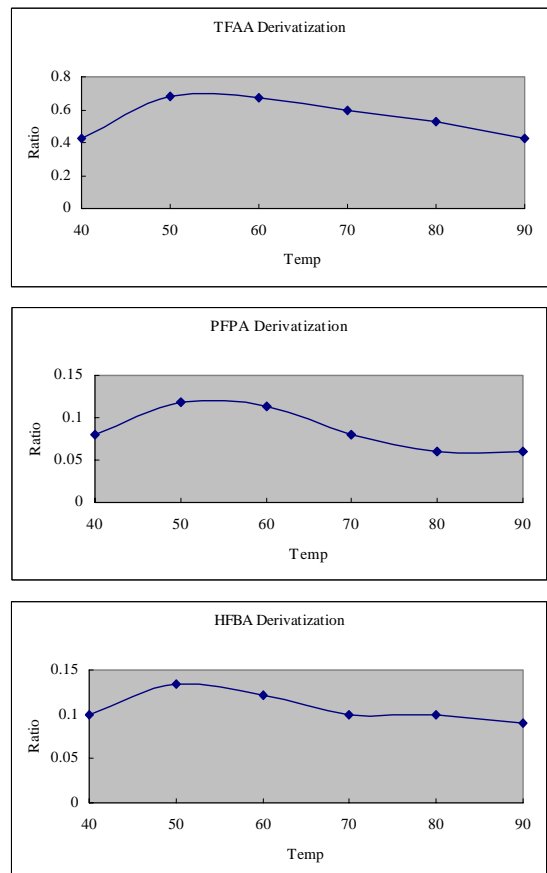 TFAA Derivatization
0.8
0.6
0.4
0.2
0
Ratio
40 50 60 70 80 90
Temp
PFPA Derivatization
0.15
0.1
0.05
0
Ratio
40 50 60 70 80 90
Temp
HFBA Derivatization
0.15
0.1
0.05
0
Ratio
40 50 60 70 80 90
Temp